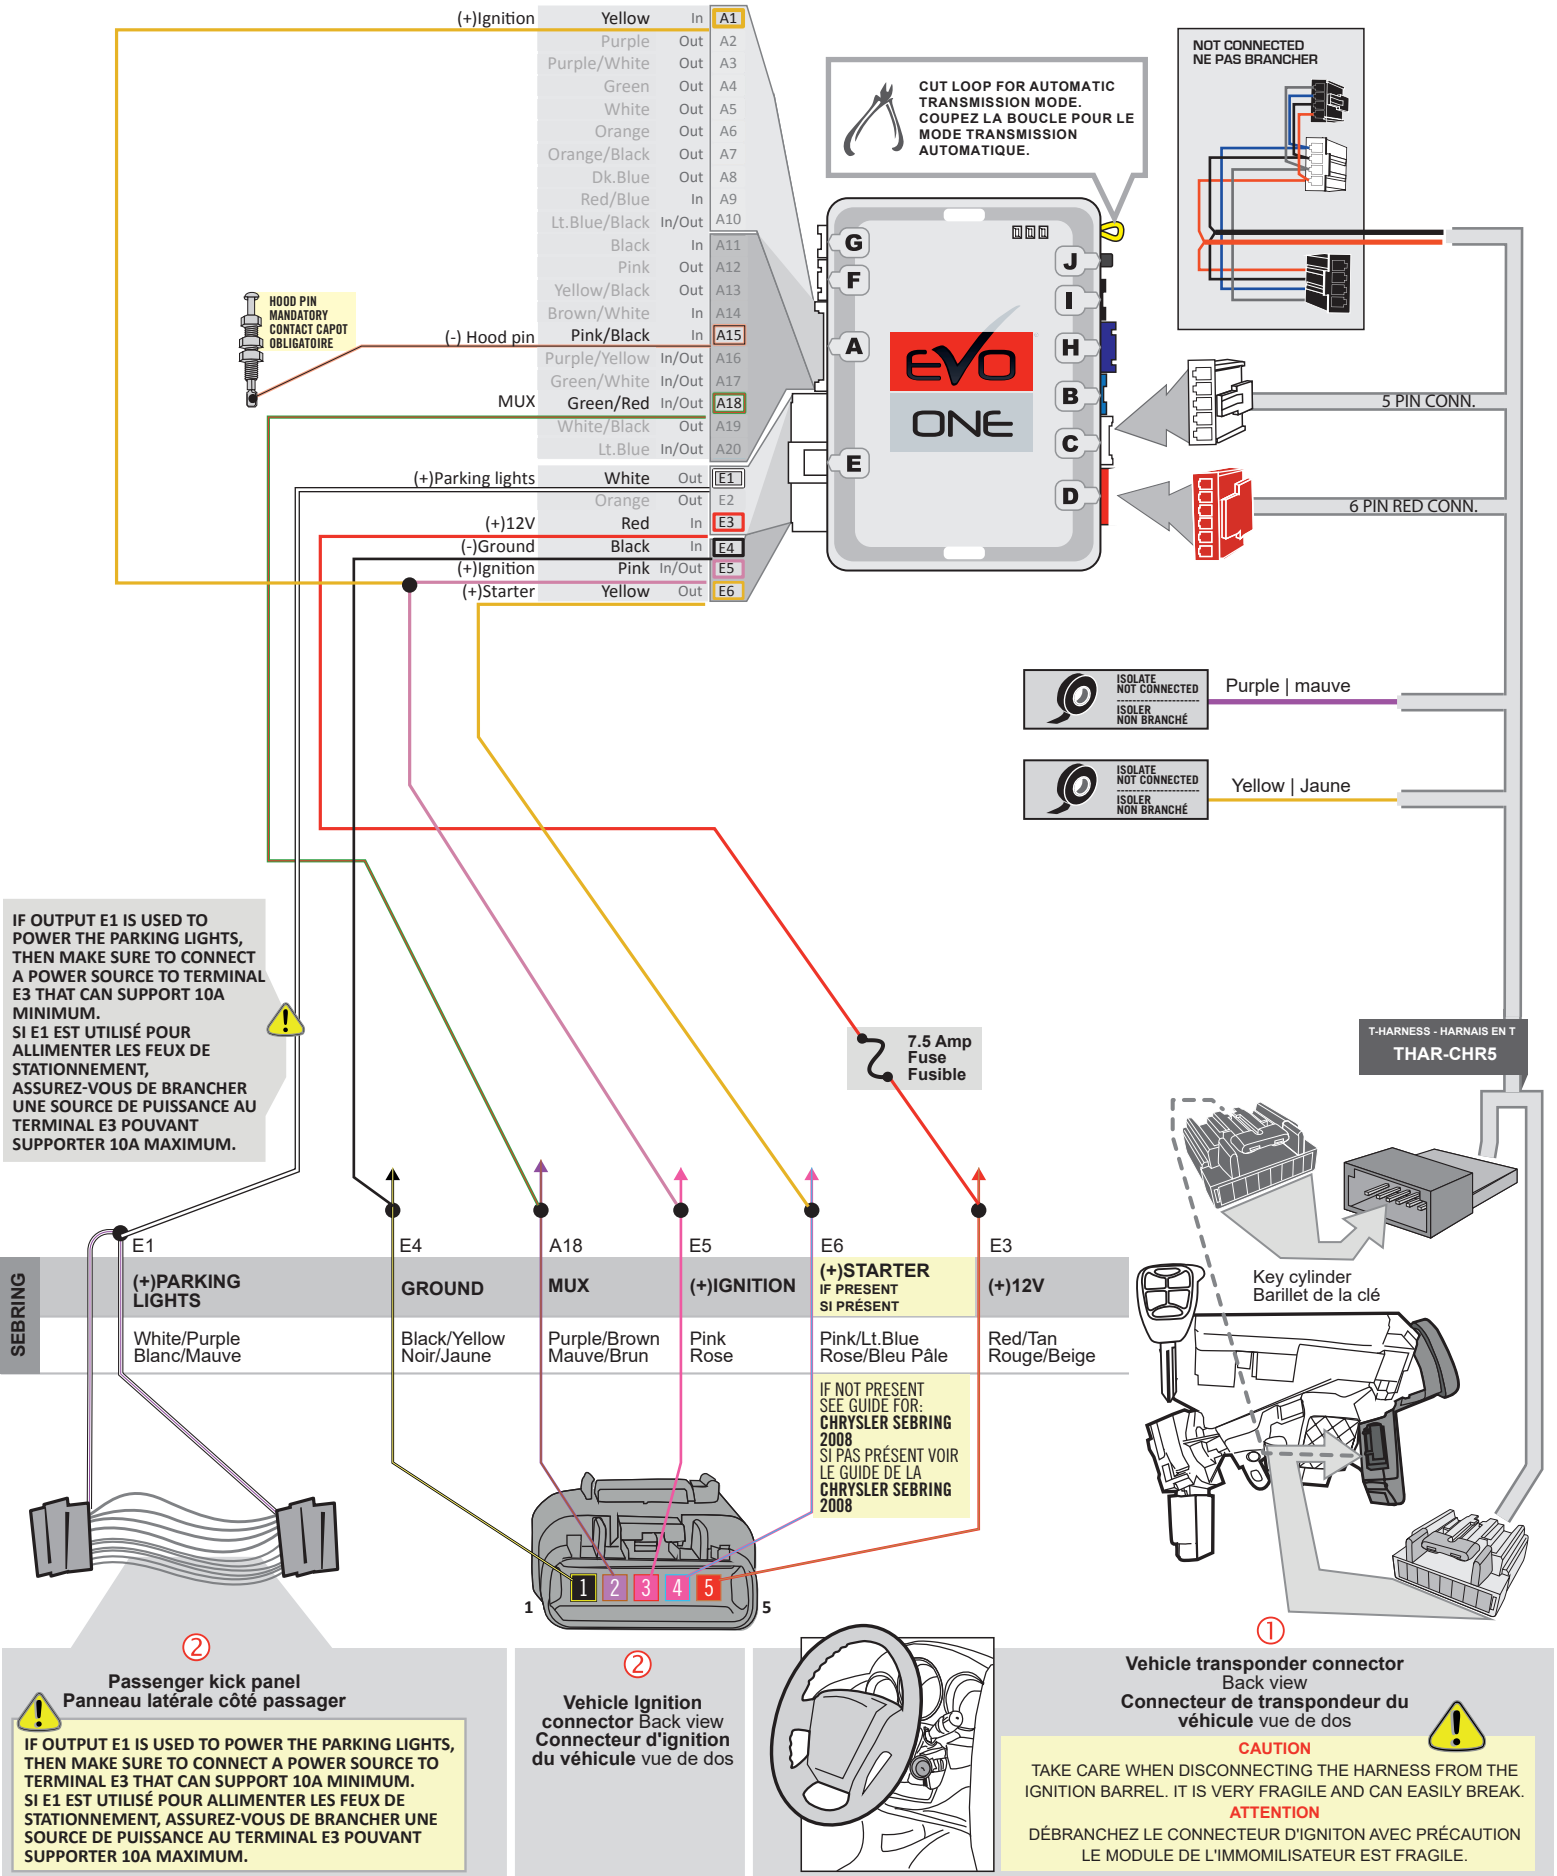 (+)Ignition Yellow In A1
Purple Out A2
Purple/White Out A3
Green Out A4
White Out A5
Orange Out A6
Orange/Black Out A7
Dk.Blue Out A8
Red/Blue In A9
Lt.Blue/Black In/Out A10
Black In A11
Pink Out A12
Yellow/Black Out A13
Brown/White In A14
(-) Hood pin Pink/Black In A15
Purple/Yellow In/Out A16
Green/White In/Out A17
MUX Green/Red In/Out A18
White/Black Out A19
Lt.Blue In/Out A20
(+)Parking lights White Out E1
Orange Out E2
(+)12V Red In E3
(-)Ground Black In E4
(+)Ignition Pink In/Out E5
(+)Starter Yellow Out E6
HOOD PIN
MANDATORY
CONTACT CAPOT
OBLIGATOIRE
CUT LOOP FOR AUTOMATIC
TRANSMISSION MODE.
COUPEZ LA BOUCLE POUR LE
MODE TRANSMISSION
AUTOMATIQUE.
NOT CONNECTED
NE PAS BRANCHER
G
F
A
E
J
I
H
B
C
D
EVO
ONE
5 PIN CONN.
6 PIN RED CONN.
ISOLATE
NOT CONNECTED
ISOLER
NON BRANCHÉ
Purple | mauve
ISOLATE
NOT CONNECTED
ISOLER
NON BRANCHÉ
Yellow | Jaune
IF OUTPUT E1 IS USED TO
POWER THE PARKING LIGHTS,
THEN MAKE SURE TO CONNECT
A POWER SOURCE TO TERMINAL
E3 THAT CAN SUPPORT 10A
MINIMUM.
SI E1 EST UTILISÉ POUR
ALLIMENTER LES FEUX DE
STATIONNEMENT,
ASSUREZ-VOUS DE BRANCHER
UNE SOURCE DE PUISSANCE AU
TERMINAL E3 POUVANT
SUPPORTER 10A MAXIMUM.
7.5 Amp
Fuse
Fusible
T-HARNESS - HARNAIS EN T
THAR-CHR5
Key cylinder
Barillet de la clé
E1 E4 A18 E5 E6 E3
SEBRING
(+)PARKING
LIGHTS
GROUND
MUX
(+)IGNITION
(+)STARTER
IF PRESENT
SI PRÉSENT
(+)12V
White/Purple
Blanc/Mauve
Black/Yellow
Noir/Jaune
Purple/Brown
Mauve/Brun
Pink
Rose
Pink/Lt.Blue
Rose/Bleu Pâle
Red/Tan
Rouge/Beige
IF NOT PRESENT
SEE GUIDE FOR:
CHRYSLER SEBRING
2008
SI PAS PRÉSENT VOIR
LE GUIDE DE LA
CHRYSLER SEBRING
2008
1 2 3 4 5
1 5
2
Passenger kick panel
Panneau latérale côté passager
IF OUTPUT E1 IS USED TO POWER THE PARKING LIGHTS,
THEN MAKE SURE TO CONNECT A POWER SOURCE TO
TERMINAL E3 THAT CAN SUPPORT 10A MINIMUM.
SI E1 EST UTILISÉ POUR ALLIMENTER LES FEUX DE
STATIONNEMENT, ASSUREZ-VOUS DE BRANCHER UNE
SOURCE DE PUISSANCE AU TERMINAL E3 POUVANT
SUPPORTER 10A MAXIMUM.
2
Vehicle Ignition
connector Back view
Connecteur d'ignition
du véhicule vue de dos
1
Vehicle transponder connector
Back view
Connecteur de transpondeur du
véhicule vue de dos
CAUTION
TAKE CARE WHEN DISCONNECTING THE HARNESS FROM THE
IGNITION BARREL. IT IS VERY FRAGILE AND CAN EASILY BREAK.
ATTENTION
DÉBRANCHEZ LE CONNECTEUR D'IGNITON AVEC PRÉCAUTION
LE MODULE DE L'IMMOMILISATEUR EST FRAGILE.